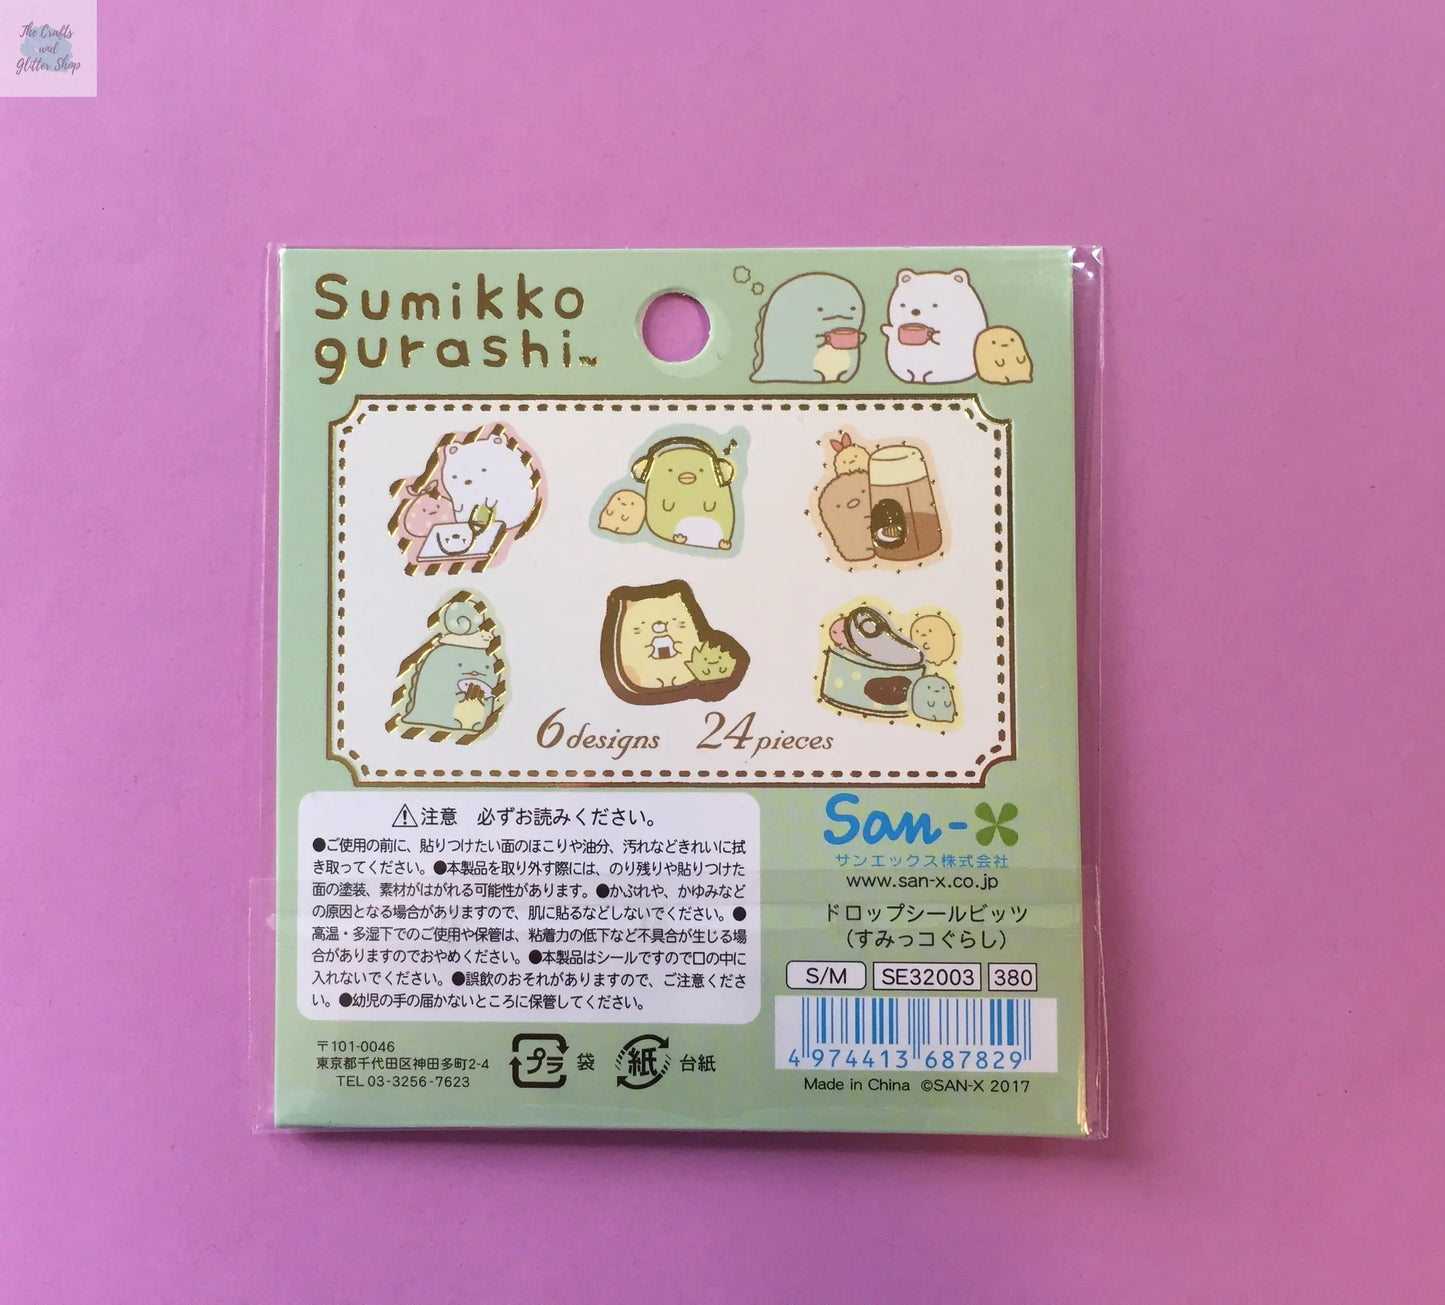 The Crafts
and
Glitter Shop
Sumikko
gurashi™
6 designs 24 pieces
⚠注意 必ずお読みください。
●ご使用の前に、貼りつけたい面のほこりや油分、汚れなどきれいに拭
き取ってください。●本製品を取り外す際には、のり残りや貼りつけた
面の塗装、素材がはがれる可能性があります。●かぶれや、かゆみなど
の原因となる場合がありますので、肌に貼るなどしないでください。●
高温・多湿下でのご使用や保管は、粘着力の低下など不具合が生じる場
合がありますのでおやめください。●本製品はシールですので口の中に
入れないでください。●誤飲のおそれがありますので、ご注意くださ
い。●幼児の手の届かないところに保管してください。
〒101-0046
東京都千代田区神田多町2-4
TEL 03-3256-7623
プラ 袋 紙 台紙
San-x
サンエックス株式会社
www.san-x.co.jp
ドロップシールビッツ
(すみっコぐらし)
S/M SE32003 380
4 974413 687829
Made in China ©SAN-X 2017